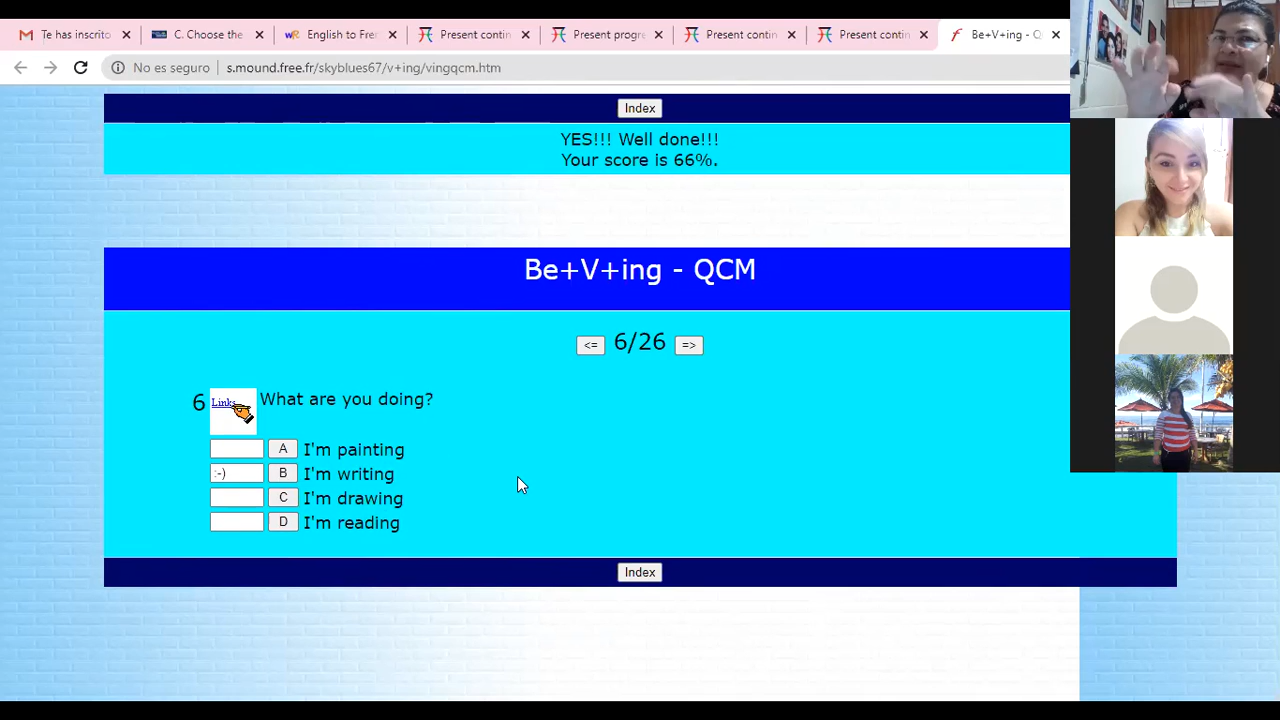 Te has inscrito
C. Choose the
English to Fren
Present contin
Present progre
Present contin
Present contin
Be+V+ing - Q
No es seguro
s.mound.free.fr/skyblues67/v+ing/vingqcm.htm
Index
YES!!! Well done!!!
Your score is 66%.
Be+V+ing - QCM
<= 6/26 =>
6 Links What are you doing?
A I'm painting
:-) B I'm writing
C I'm drawing
D I'm reading
Index